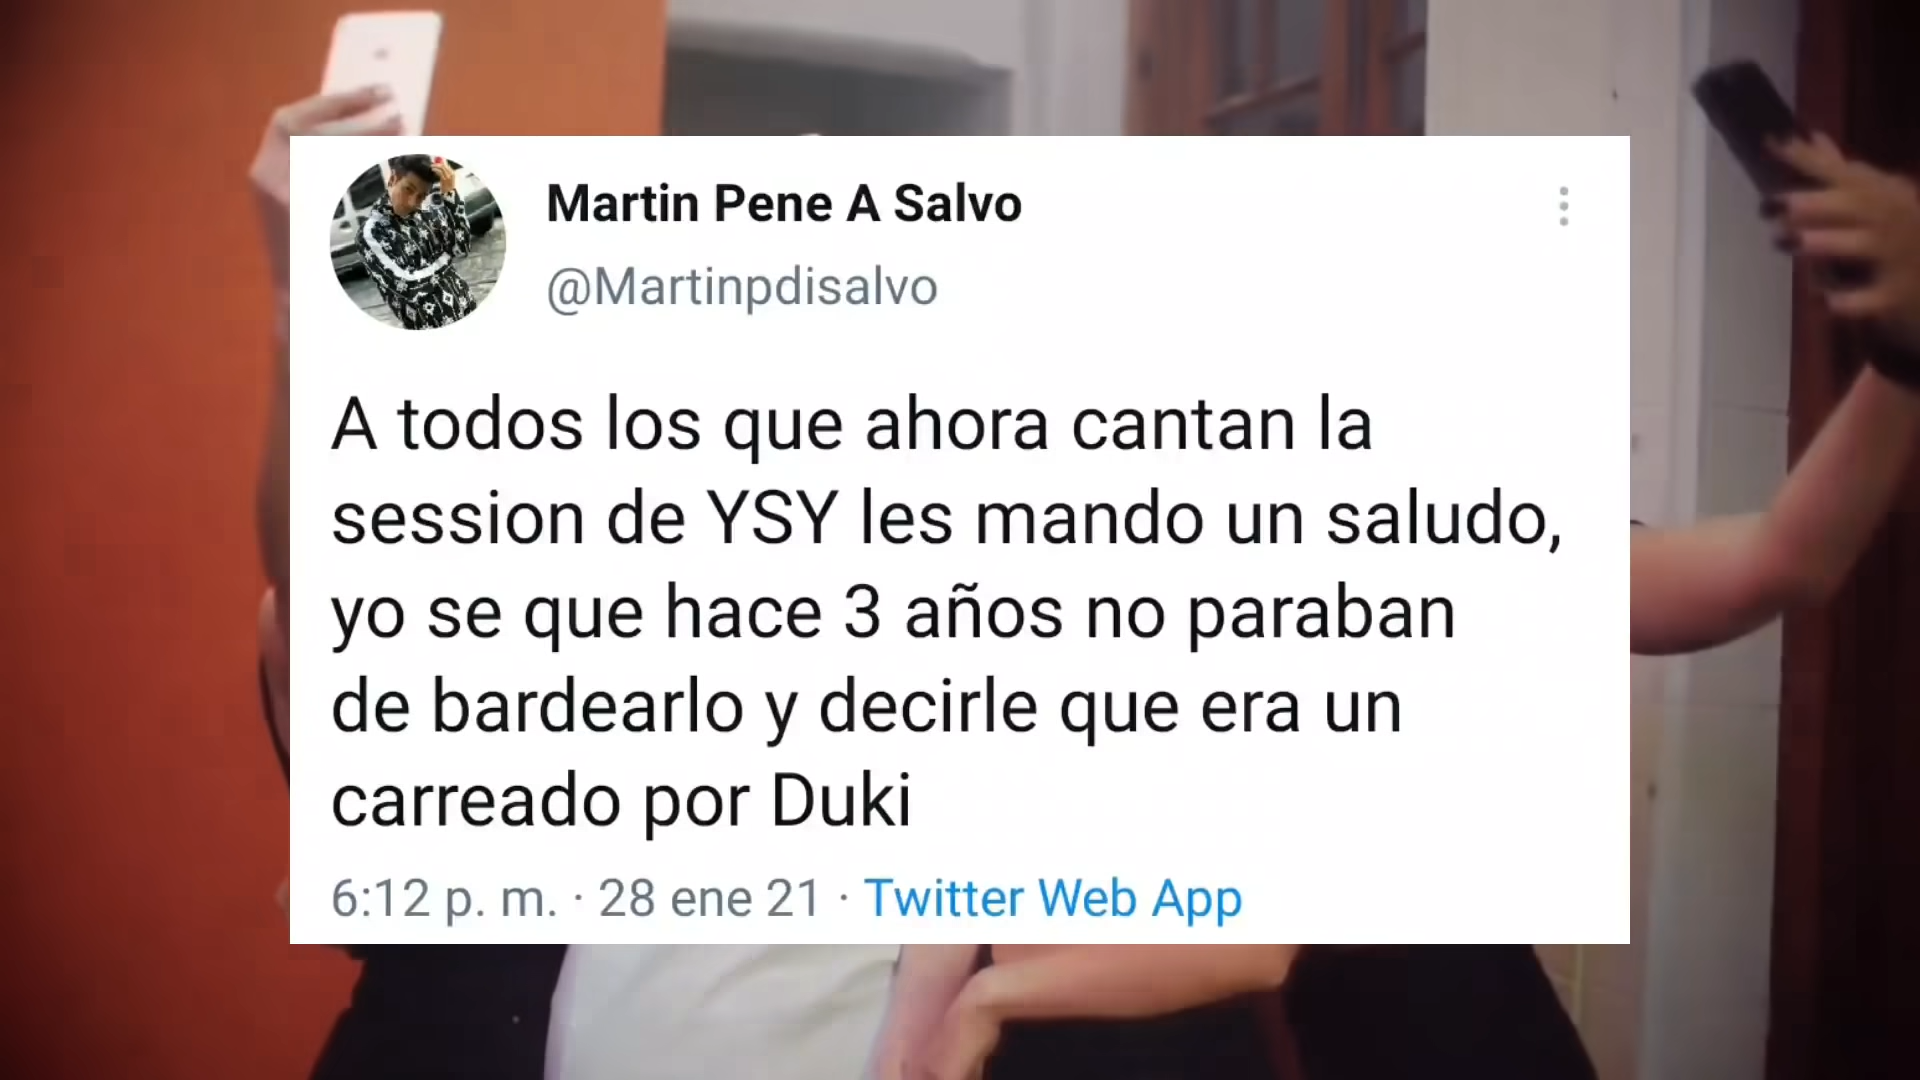 Martin Pene A Salvo
@Martinpdisalvo
A todos los que ahora cantan la
session de YSY les mando un saludo,
yo se que hace 3 años no paraban
de bardearlo y decirle que era un
carreado por Duki
6:12 p. m. · 28 ene 21 · Twitter Web App